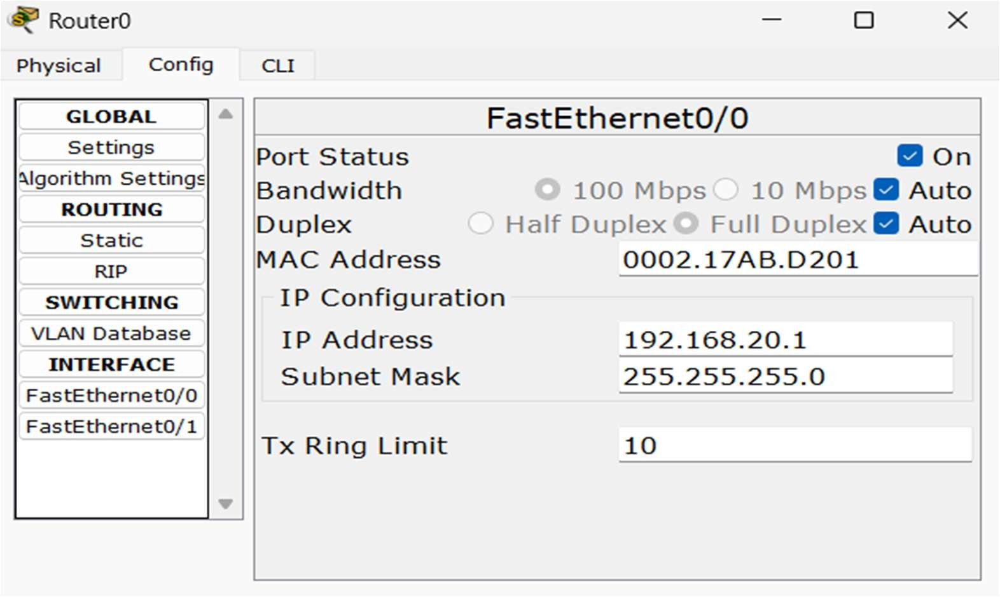 Router0
Physical Config CLI
GLOBAL
Settings
Algorithm Settings
ROUTING
Static
RIP
SWITCHING
VLAN Database
INTERFACE
FastEthernet0/0
FastEthernet0/1
FastEthernet0/0
Port Status On
Bandwidth 100 Mbps 10 Mbps Auto
Duplex Half Duplex Full Duplex Auto
MAC Address 0002.17AB.D201
IP Configuration
IP Address 192.168.20.1
Subnet Mask 255.255.255.0
Tx Ring Limit 10